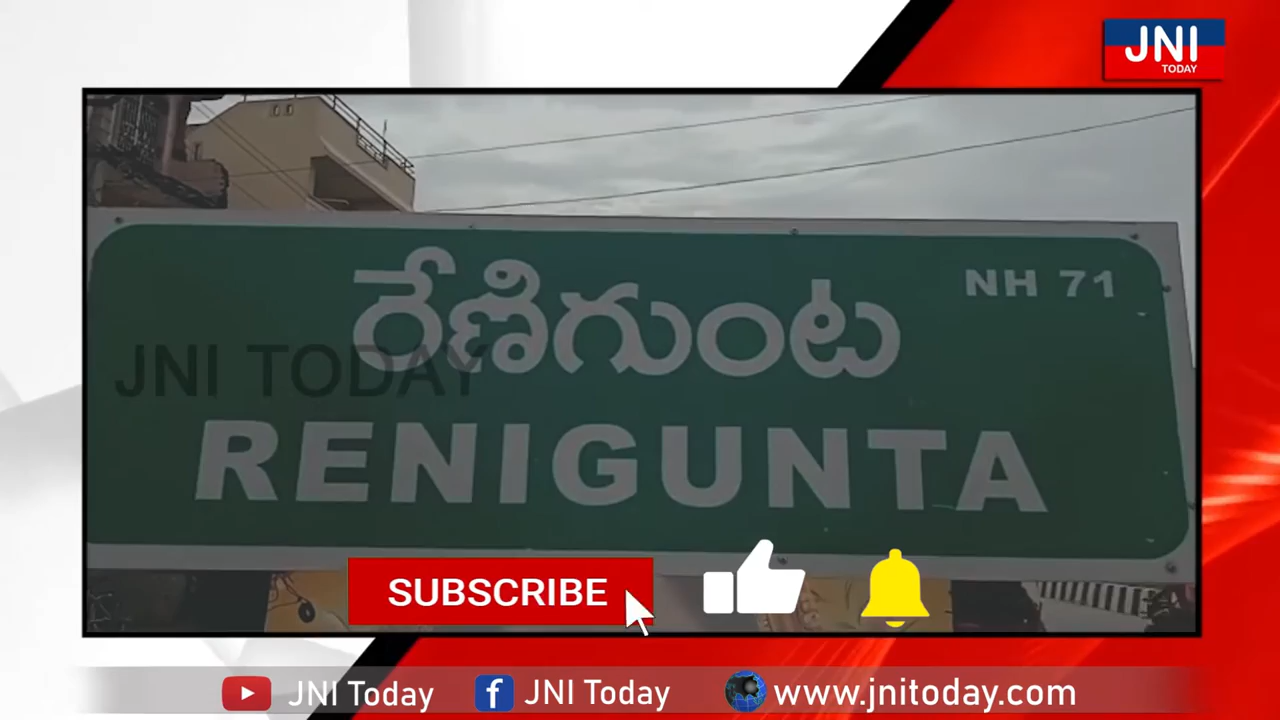 JNI
TODAY
రేణిగుంట
NH 71
JNI TODAY
RENIGUNTA
SUBSCRIBE
JNI Today
JNI Today
www.jnitoday.com